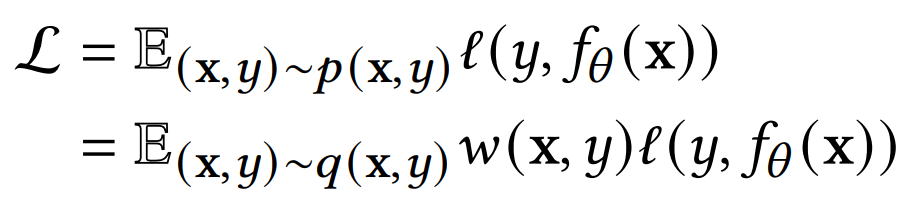 ℒ = 𝔼_{(𝐱,y)∼p(𝐱,y)} ℓ(y, f_θ(𝐱))
= 𝔼_{(𝐱,y)∼q(𝐱,y)} w(𝐱, y)ℓ(y, f_θ(𝐱))